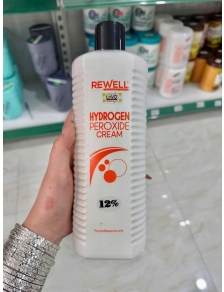 REWELL
HYDROGEN
PEROXIDE
CREAM
12%